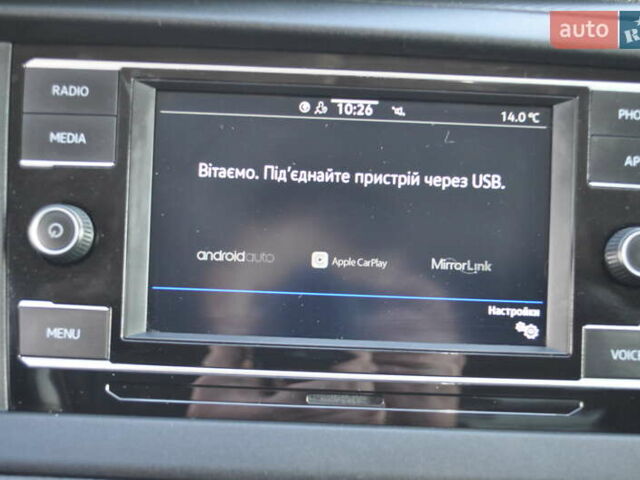 auto
RADIO
MEDIA
MENU
10:26
14.0°C
Вітаємо. Під'єднайте пристрій через USB.
androidauto
Apple CarPlay
MirrorLink
Настройки